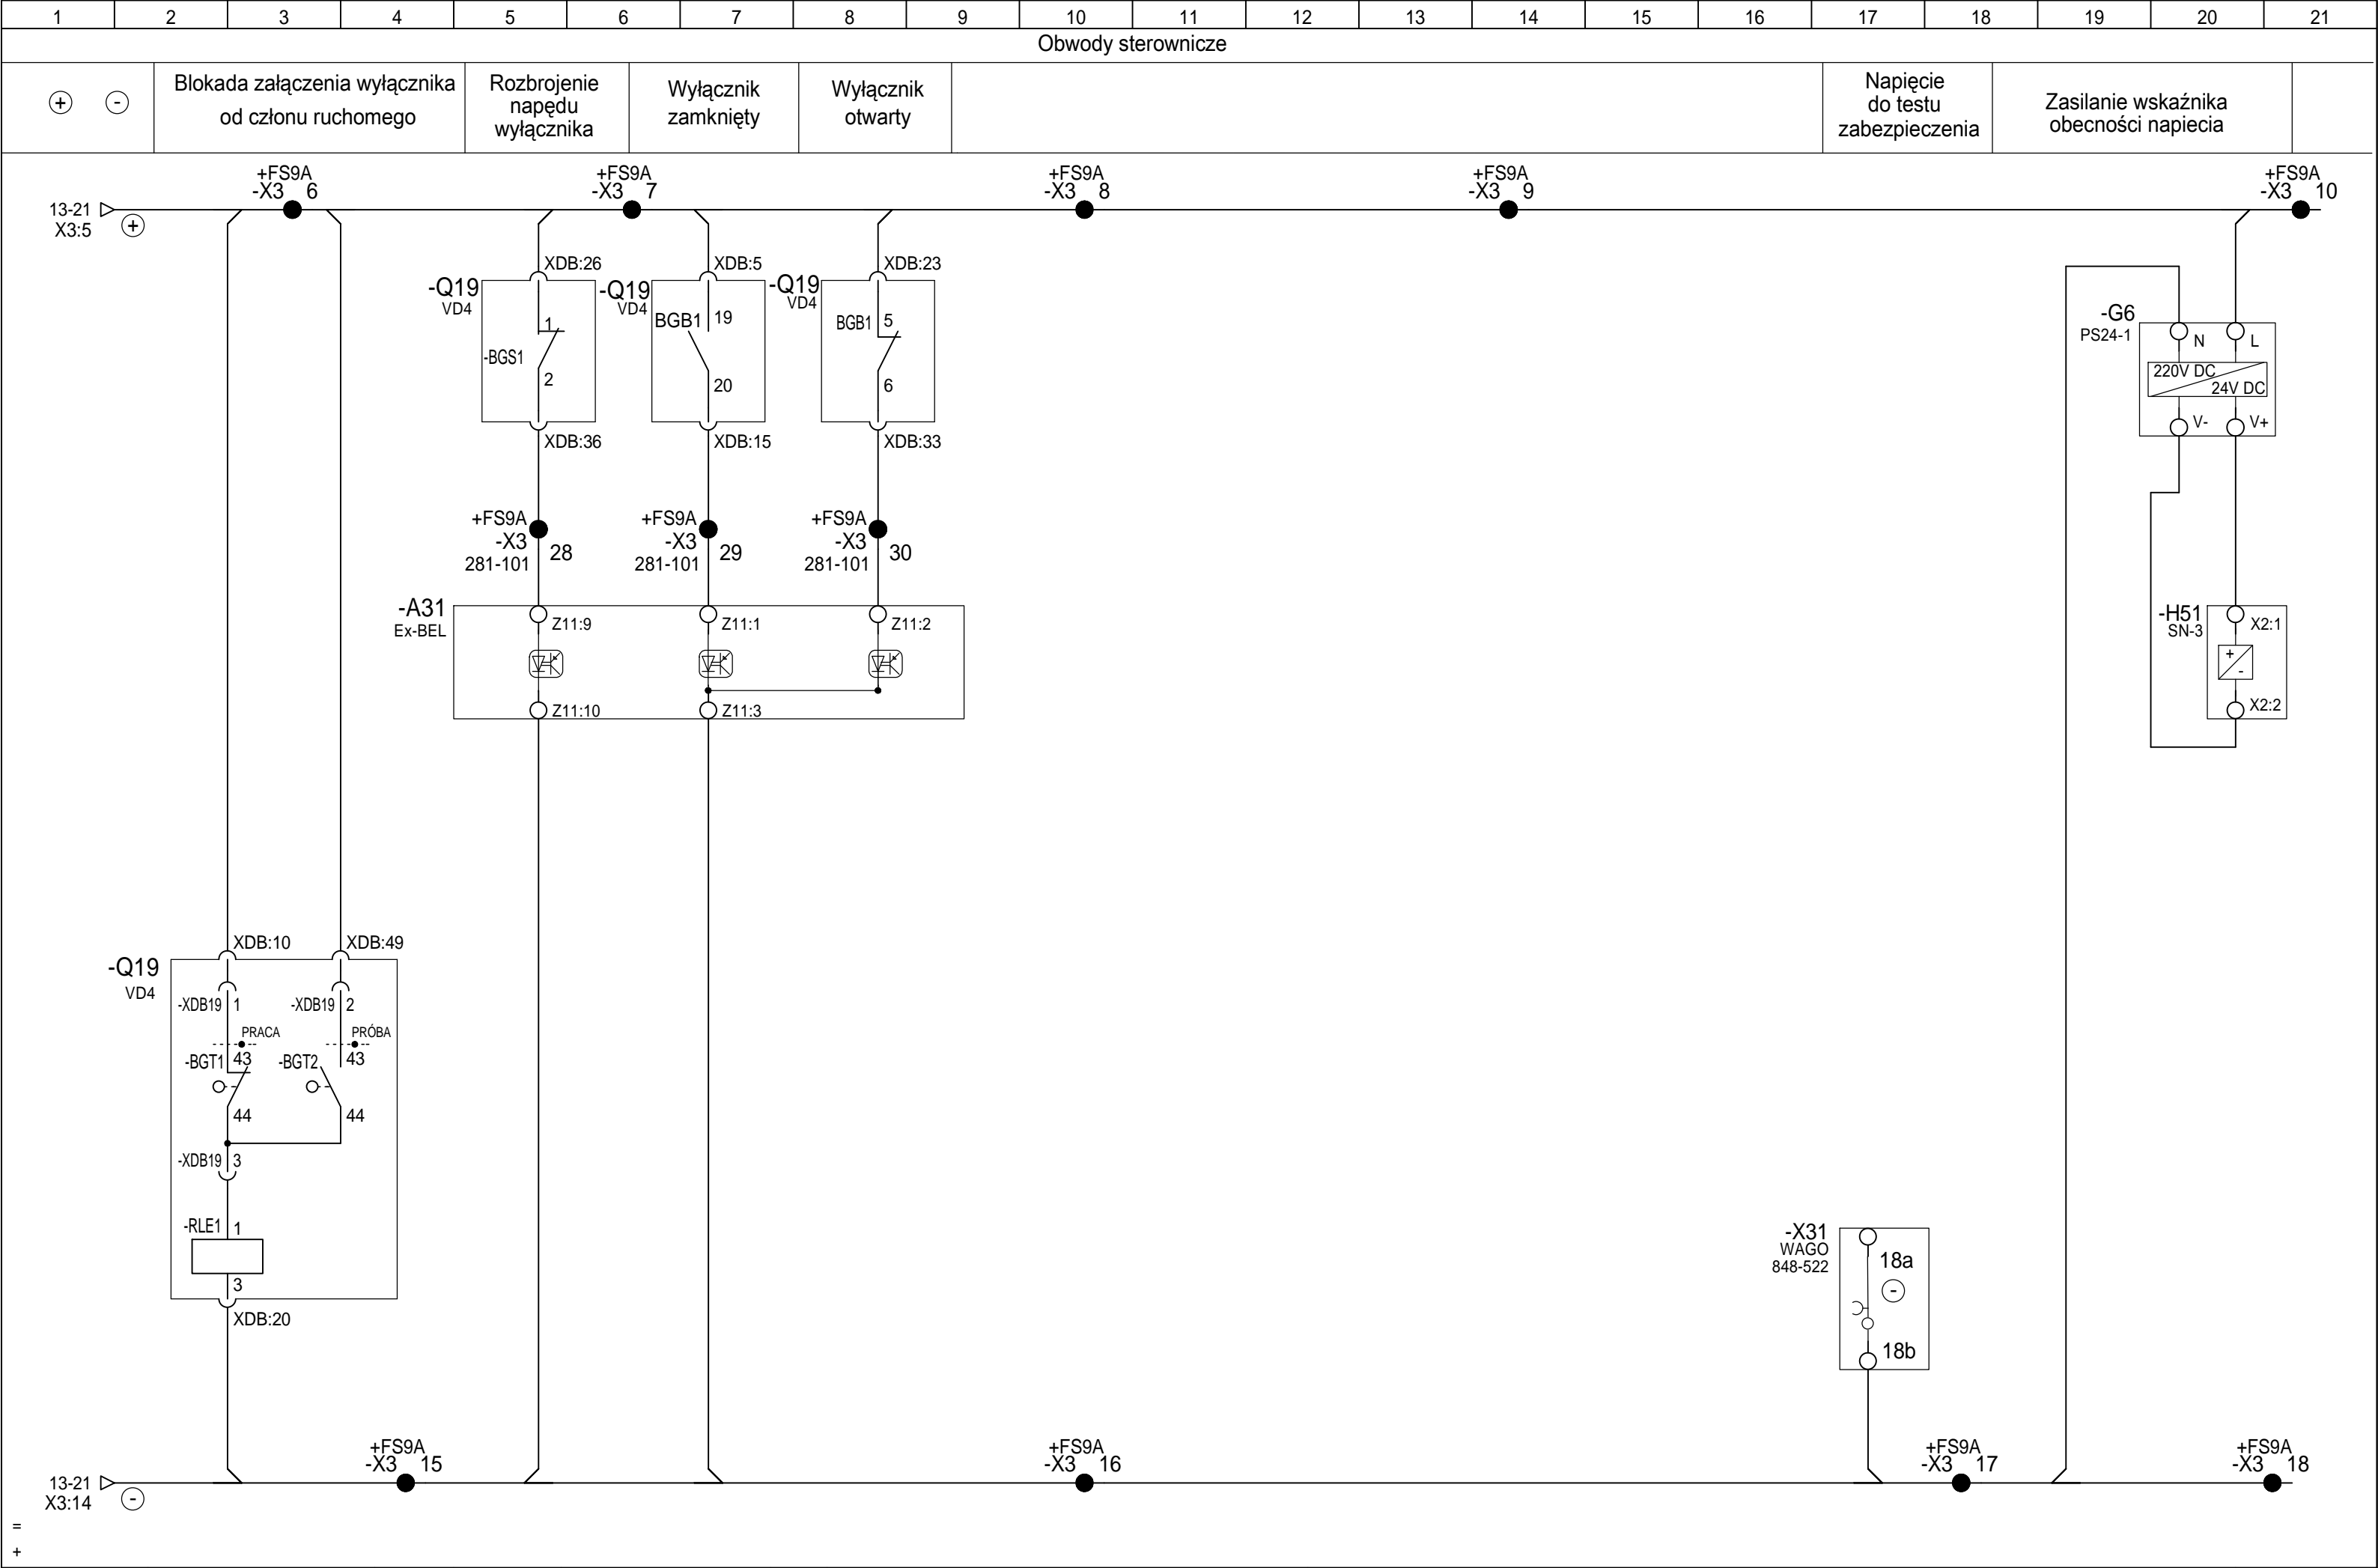 1 2 3 4 5 6 7 8 9 10 11 12 13 14 15 16 17 18 19 20 21
Obwody sterownicze
+ -
Blokada załączenia wyłącznika
od członu ruchomego
Rozbrojenie
napędu
wyłącznika
Wyłącznik
zamknięty
Wyłącznik
otwarty
Napięcie
do testu
zabezpieczenia
Zasilanie wskaźnika
obecności napiecia
+FS9A
-X3 6
+FS9A
-X3 7
+FS9A
-X3 8
+FS9A
-X3 9
+FS9A
-X3 10
13-21
X3:5
+
XDB:26
-Q19
VD4
1
-BGS1
2
XDB:36
XDB:5
-Q19
VD4
BGB1 19
20
XDB:15
XDB:23
-Q19
VD4
BGB1 5
6
XDB:33
-G6
PS24-1
N L
220V DC
24V DC
V- V+
+FS9A
-X3
281-101
28
+FS9A
-X3
281-101
29
+FS9A
-X3
281-101
30
-A31
Ex-BEL
Z11:9
Z11:1
Z11:2
Z11:10
Z11:3
-H51
SN-3
X2:1
+
-
X2:2
XDB:10
XDB:49
-Q19
VD4
-XDB19 1
-XDB19 2
PRACA
PRÓBA
-BGT1 43
-BGT2 43
44
44
-XDB19 3
-RLE1 1
3
XDB:20
-X31
WAGO
848-522
18a
-
18b
+FS9A
-X3 15
+FS9A
-X3 16
+FS9A
-X3 17
+FS9A
-X3 18
13-21
X3:14
-
=
+